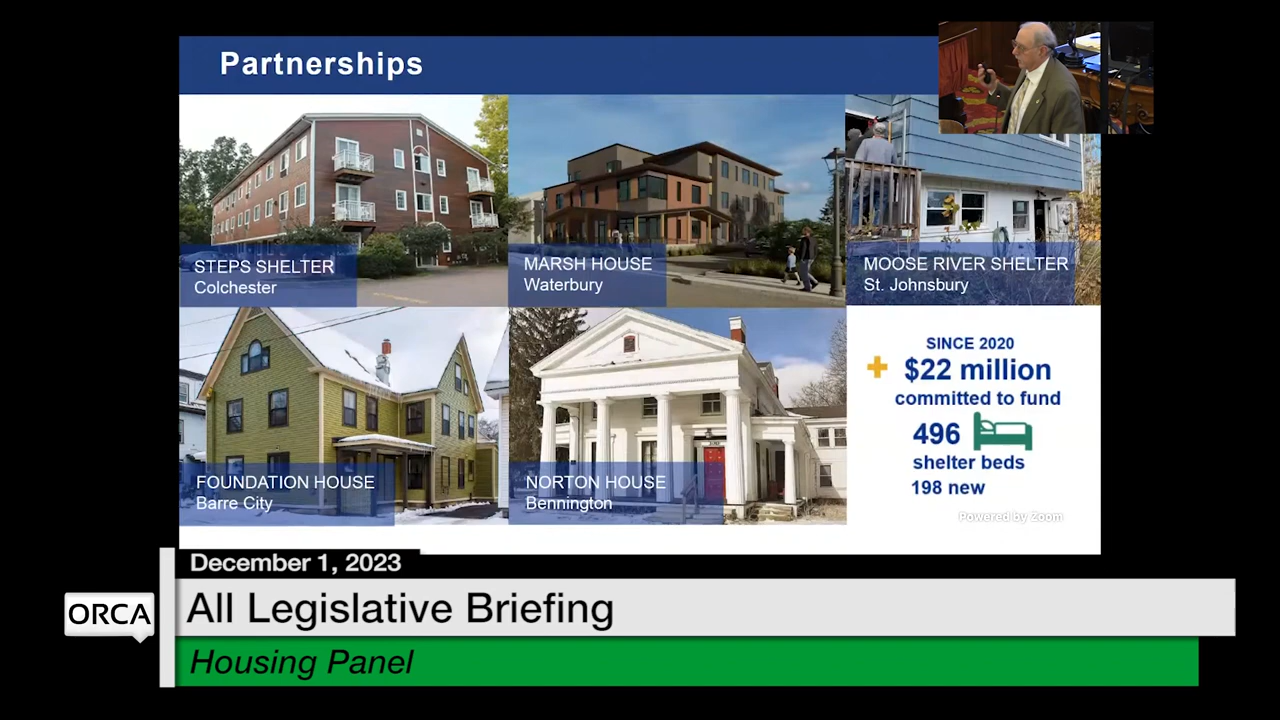 Partnerships
STEPS SHELTER
Colchester
MARSH HOUSE
Waterbury
MOOSE RIVER SHELTER
St. Johnsbury
FOUNDATION HOUSE
Barre City
NORTON HOUSE
Bennington
SINCE 2020
+ $22 million
committed to fund
496
shelter beds
198 new
Powered by Zoom
December 1, 2023
ORCA
All Legislative Briefing
Housing Panel